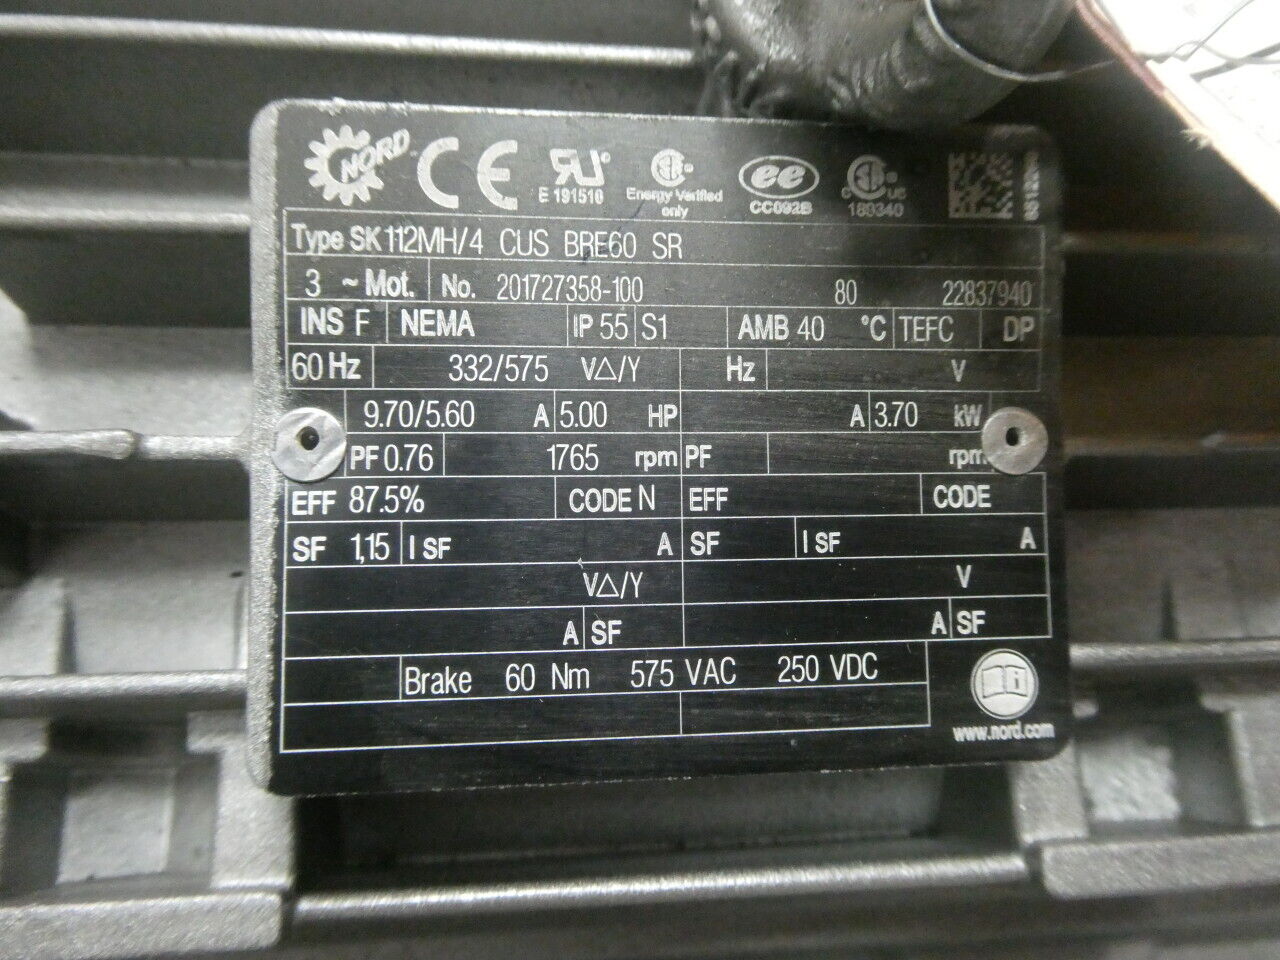 NORD CE RU ee
E 191510 Energy Verified only CC092B C US 180340
Type SK 112MH/4 CUS BRE60 SR
3 ~ Mot. No. 201727358-100 80 22837940
INS F NEMA IP 55 S1 AMB 40 °C TEFC DP
60 Hz 332/575 V△/Y Hz V
9.70/5.60 A 5.00 HP A 3.70 kW
PF 0.76 1765 rpm PF rpm
EFF 87.5% CODE N EFF CODE
SF 1,15 I SF A SF I SF A
V△/Y V
A SF A SF
Brake 60 Nm 575 VAC 250 VDC
i
www.nord.com